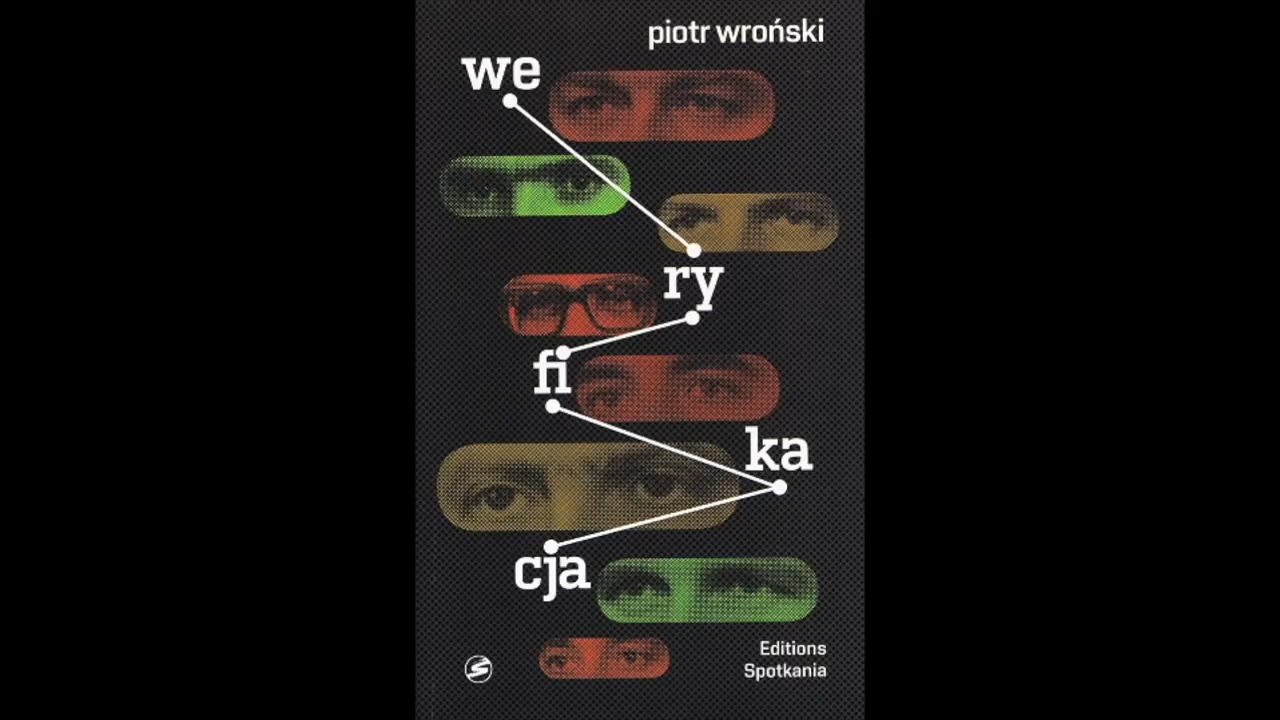 piotr wroński
we
ry
fi
ka
cja
Editions
Spotkania